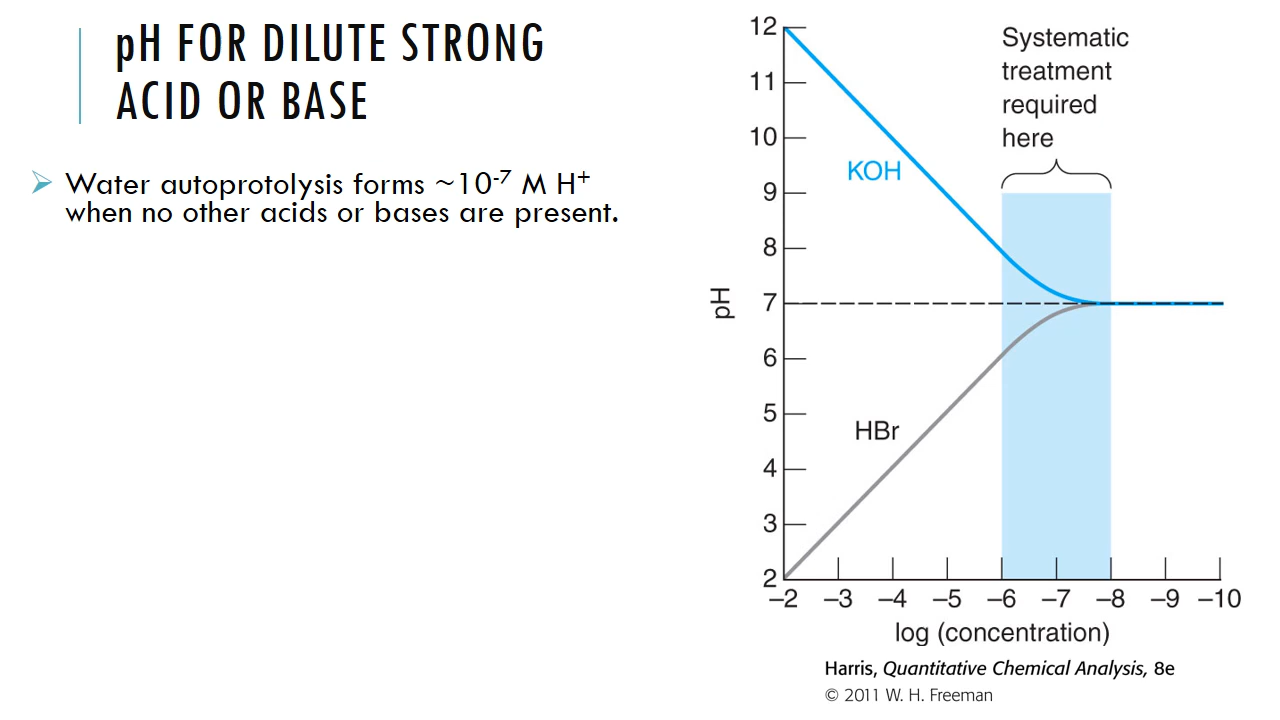 pH FOR DILUTE STRONG
ACID OR BASE
Water autoprotolysis forms ~10⁻⁷ M H⁺
when no other acids or bases are present.
12
11
10
9
8
7
6
5
4
3
2
pH
Systematic
treatment
required
here
KOH
HBr
–2 –3 –4 –5 –6 –7 –8 –9 –10
log (concentration)
Harris, Quantitative Chemical Analysis, 8e
© 2011 W. H. Freeman